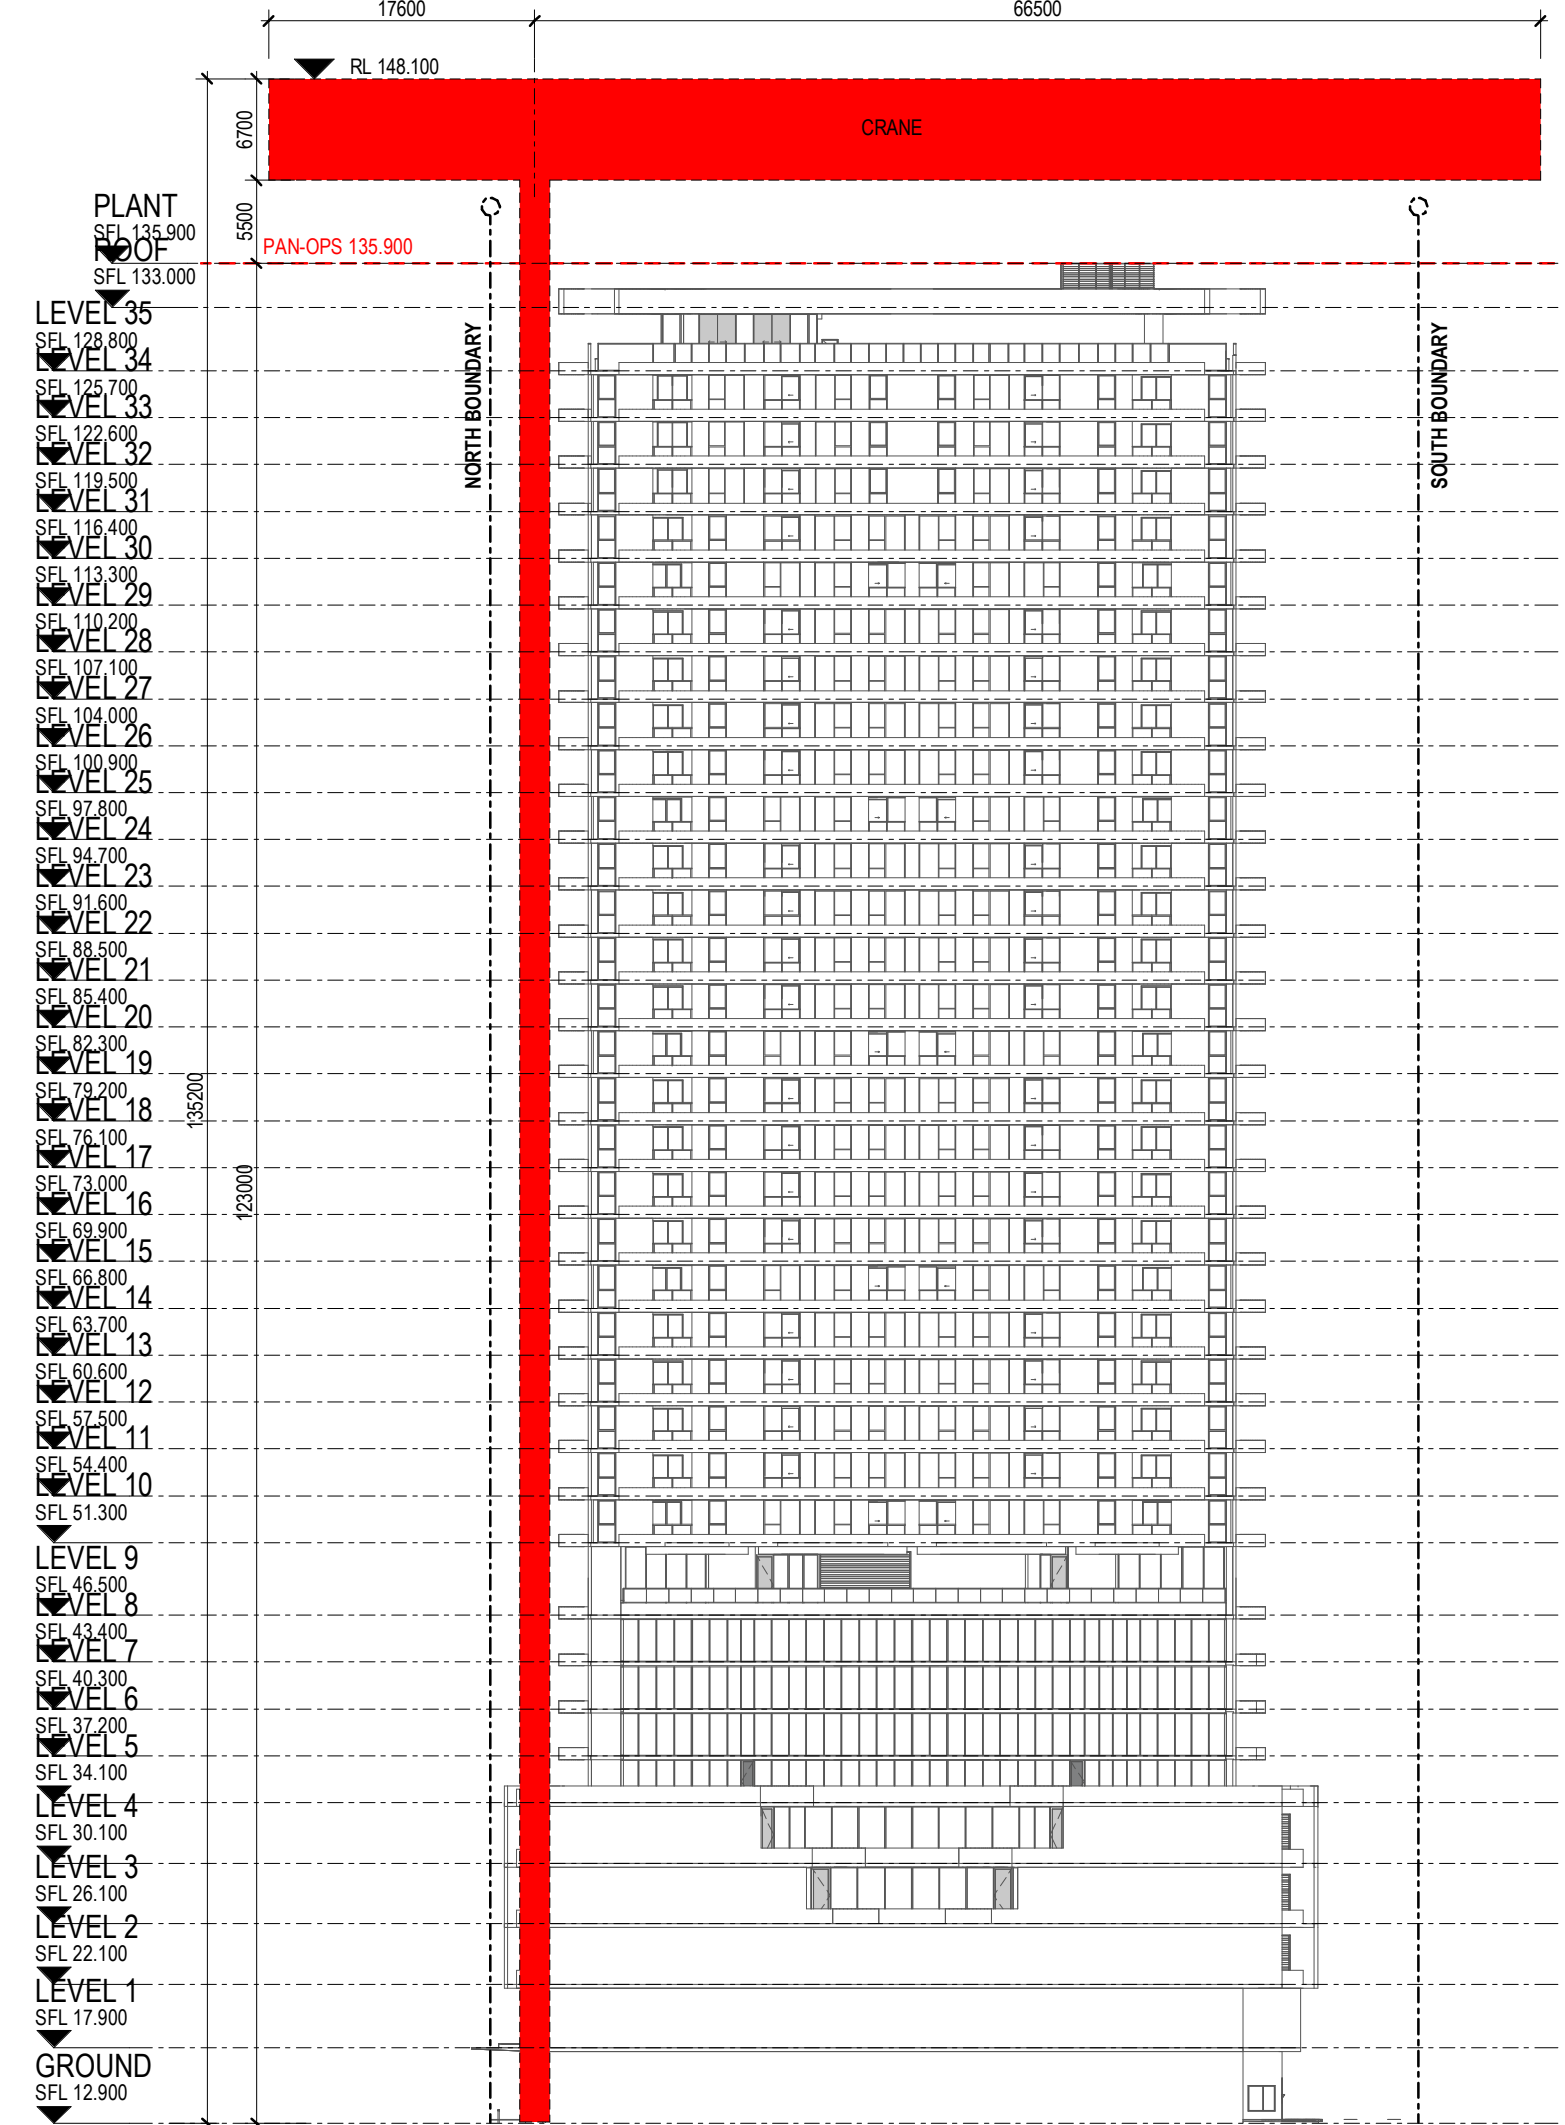 17600
66500
RL 148.100
6700
CRANE
5500
PLANT
SFL 135.900
ROOF
SFL 133.000
PAN-OPS 135.900
NORTH BOUNDARY
SOUTH BOUNDARY
LEVEL 35
SFL 128.800
LEVEL 34
SFL 125.700
LEVEL 33
SFL 122.600
LEVEL 32
SFL 119.500
LEVEL 31
SFL 116.400
LEVEL 30
SFL 113.300
LEVEL 29
SFL 110.200
LEVEL 28
SFL 107.100
LEVEL 27
SFL 104.000
LEVEL 26
SFL 100.900
LEVEL 25
SFL 97.800
LEVEL 24
SFL 94.700
LEVEL 23
SFL 91.600
LEVEL 22
SFL 88.500
LEVEL 21
SFL 85.400
LEVEL 20
SFL 82.300
LEVEL 19
SFL 79.200
LEVEL 18
SFL 76.100
LEVEL 17
SFL 73.000
LEVEL 16
SFL 69.900
LEVEL 15
SFL 66.800
LEVEL 14
SFL 63.700
LEVEL 13
SFL 60.600
LEVEL 12
SFL 57.500
LEVEL 11
SFL 54.400
LEVEL 10
SFL 51.300
LEVEL 9
SFL 46.500
LEVEL 8
SFL 43.400
LEVEL 7
SFL 40.300
LEVEL 6
SFL 37.200
LEVEL 5
SFL 34.100
LEVEL 4
SFL 30.100
LEVEL 3
SFL 26.100
LEVEL 2
SFL 22.100
LEVEL 1
SFL 17.900
GROUND
SFL 12.900
135200
123000